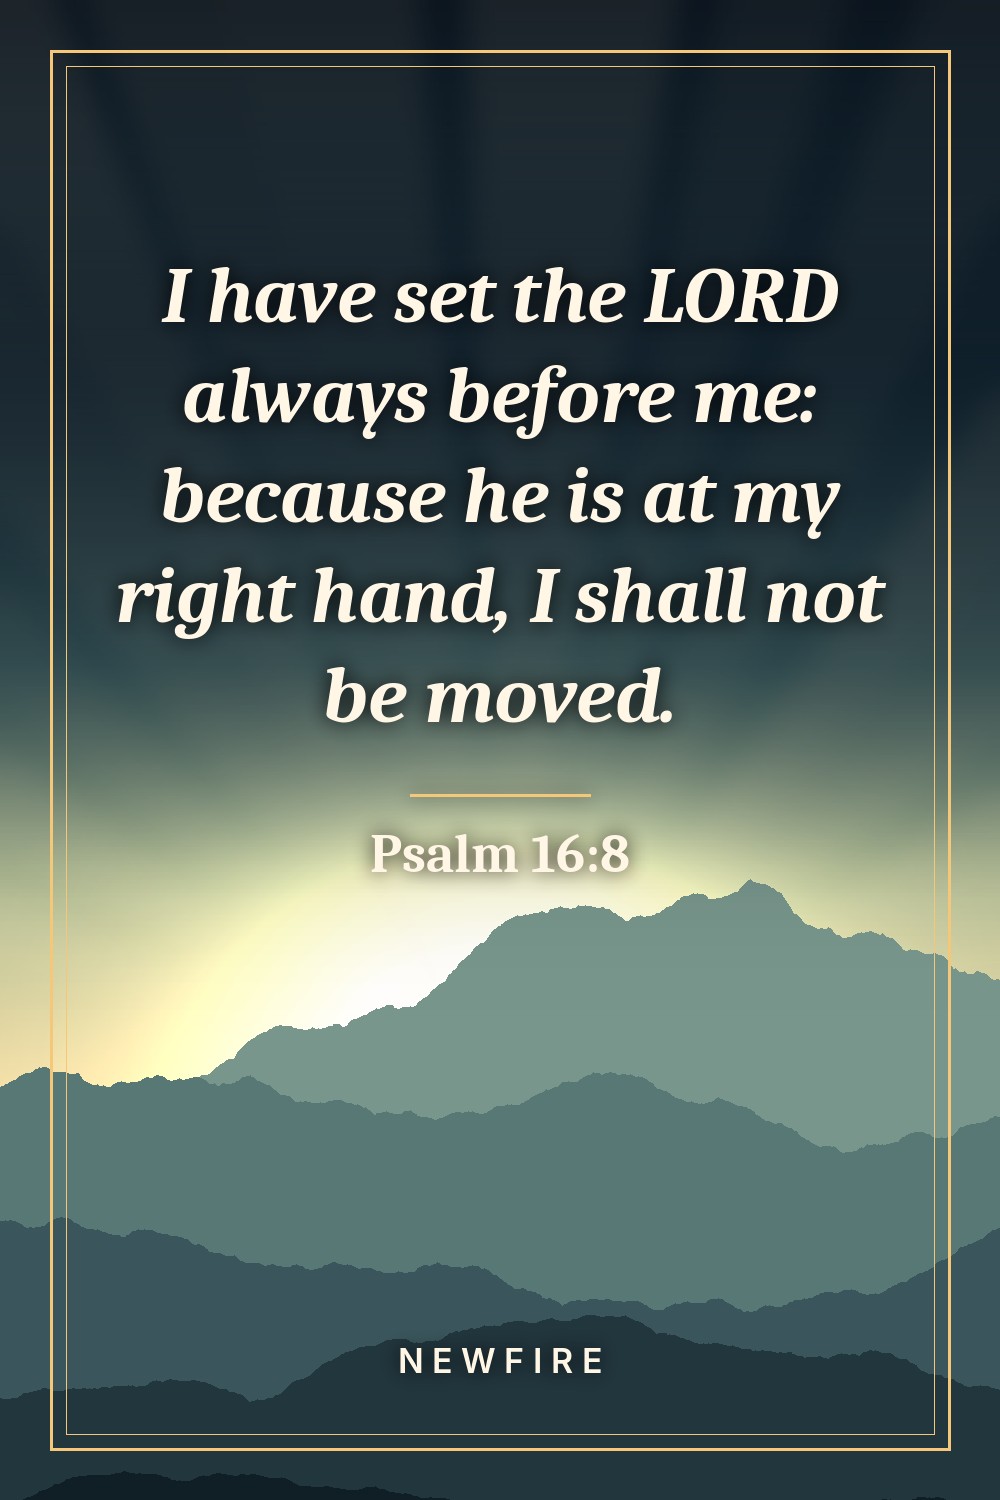 I have set the LORD
always before me:
because he is at my
right hand, I shall not
be moved.
Psalm 16:8
NEWFIRE